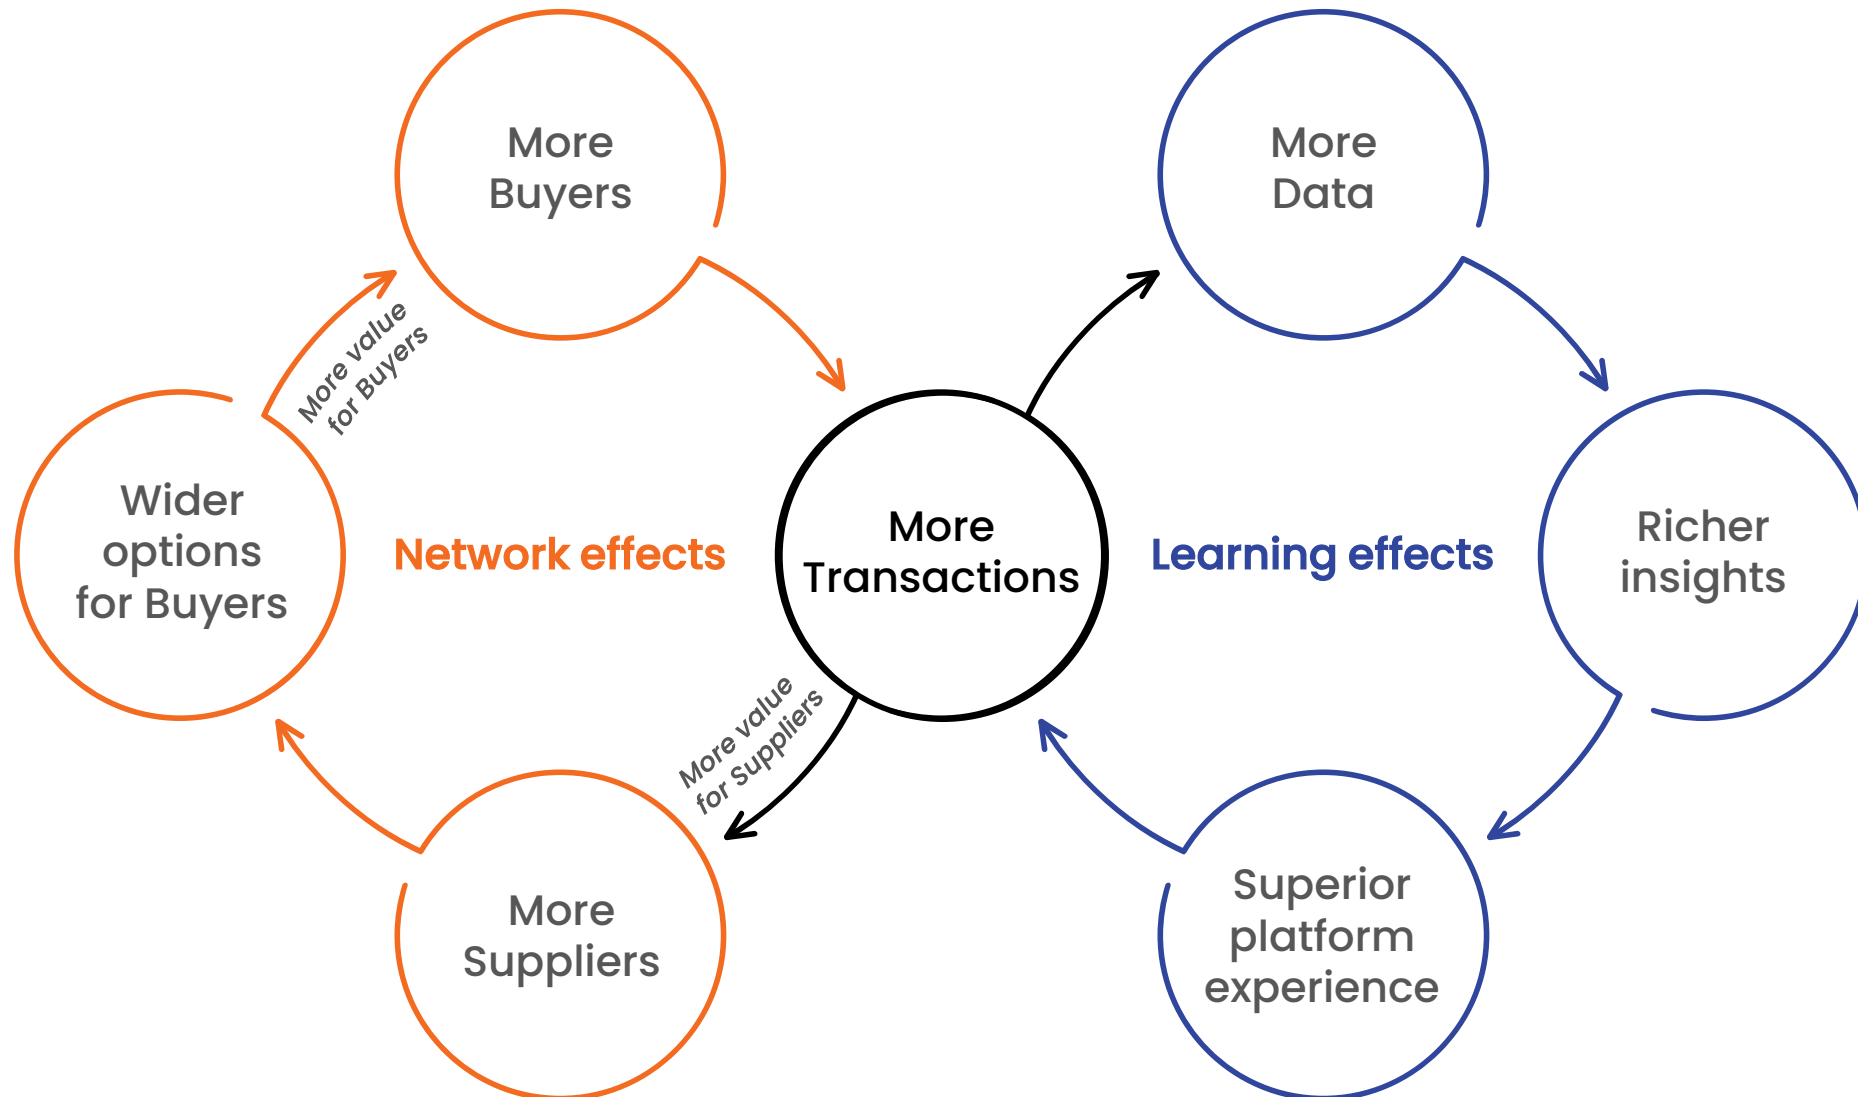 More
Buyers
More
Data
More value
for Buyers
Wider
options
for Buyers
Network effects
More
Transactions
Learning effects
Richer
insights
More value
for Suppliers
More
Suppliers
Superior
platform
experience